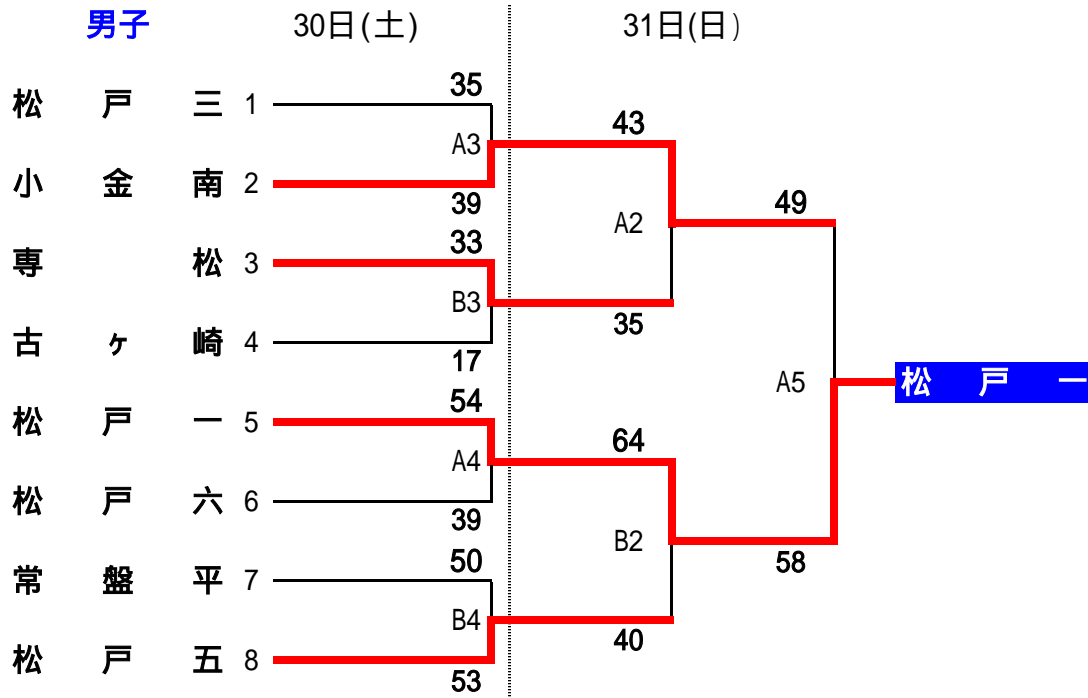 男子 30日(土) 31日(日)
35
松戸三 1
43
A3
小金南 2
39
49
33
A2
専松 3
B3
35
古ヶ崎 4
17
A5 松戸一
54
松戸一 5
64
A4
松戸六 6
39
B2
50
58
常盤平 7
B4
40
松戸五 8
53